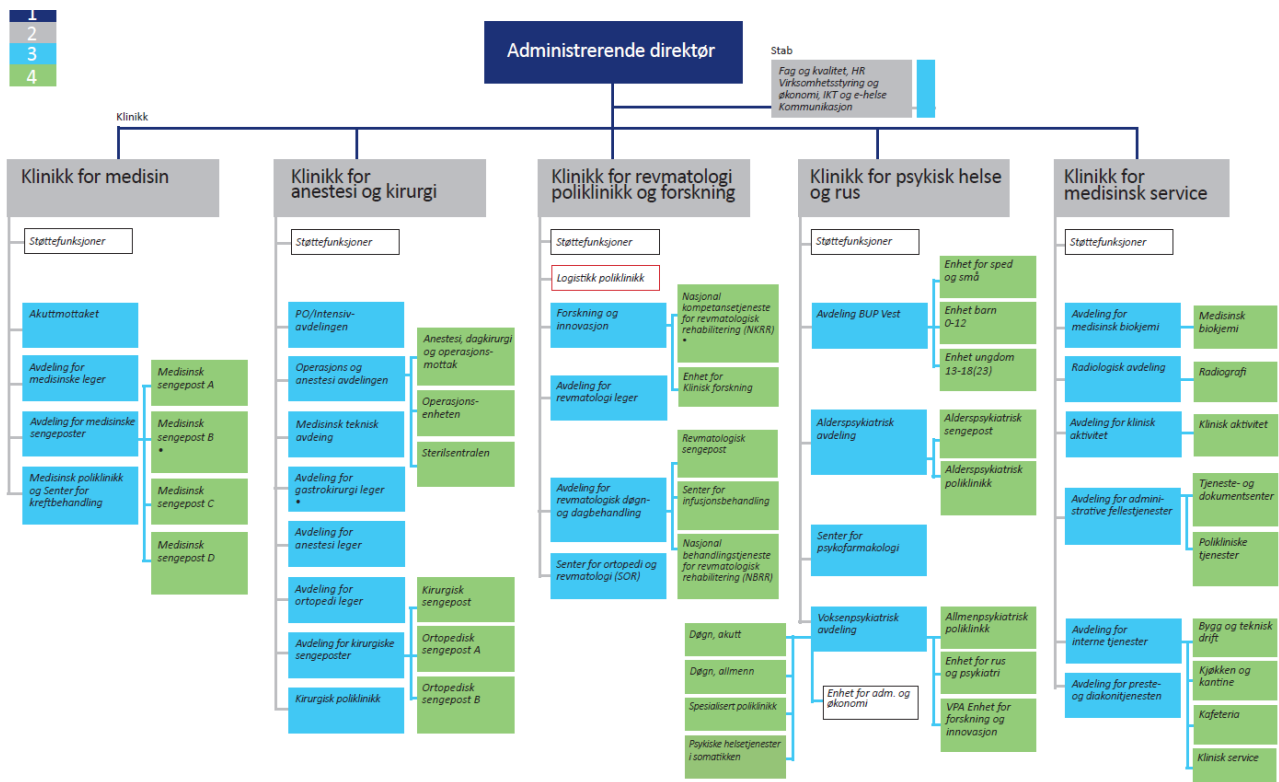 1
2
3
4
Administrerende direktør
Stab
Fag og kvalitet, HR
Virksomhetsstyring og
økonomi, IKT og e-helse
Kommunikasjon
Klinikk
Klinikk for medisin
Støttefunksjoner
Akuttmottaket
Avdeling for
medisinske leger
Avdeling for medisinske
sengeposter
Medisinsk poliklinikk
og Senter for
kreftbehandling
Medisinsk
sengepost A
Medisinsk
sengepost B
•
Medisinsk
sengepost C
Medisinsk
sengepost D
Klinikk for
anestesi og kirurgi
Støttefunksjoner
PO/Intensiv-
avdelingen
Operasjons og
anestesi avdelingen
Medisinsk teknisk
avdeing
Avdeling for
gastrokirurgi leger
•
Avdeling for
anestesi leger
Avdeling for
ortopedi leger
Avdeling for kirurgiske
sengeposter
Kirurgisk poliklinikk
Anestesi, dagkirurgi
og operasjons-
mottak
Operasjons-
enheten
Sterilsentralen
Kirurgisk
sengepost
Ortopedisk
sengepost A
Ortopedisk
sengepost B
Klinikk for revmatologi
poliklinikk og forskning
Støttefunksjoner
Logistikk poliklinikk
Forskning og
innovasjon
Avdeling for
revmatologi leger
Avdeling for
revmatologisk døgn-
og dagbehandling
Senter for ortopedi og
revmatologi (SOR)
Nasjonal
kompetansetjeneste
for revmatologisk
rehabilitering (NKRR)
•
Enhet for
Klinisk forskning
Revmatologisk
sengepost
Senter for
infusjonsbehandling
Nasjonal
behandlingstjeneste
for revmatologisk
rehabilitering (NBRR)
Klinikk for psykisk helse
og rus
Støttefunksjoner
Avdeling BUP Vest
Enhet for sped
og små
Enhet barn
0-12
Enhet ungdom
13-18(23)
Alderspsykiatrisk
avdeling
Alderspsykiatrisk
sengepost
Alderspsykiatrisk
poliklinikk
Senter for
psykofarmakologi
Voksenpsykiatrisk
avdeling
Døgn, akutt
Døgn, allmenn
Spesialisert poliklinikk
Psykiske helsetjenester
i somatikken
Enhet for adm. og
økonomi
Allmenpsykiatrisk
poliklinkk
Enhet for rus
og psykiatri
VPA Enhet for
forskning og
innovasjon
Klinikk for
medisinsk service
Støttefunksjoner
Avdeling for
medisinsk biokjemi
Medisinsk
biokjemi
Radiologisk avdeling
Radiografi
Avdeling for klinisk
aktivitet
Klinisk aktivitet
Avdeling for admini-
strative fellestjenester
Tjeneste- og
dokumentsenter
Polikliniske
tjenester
Avdeling for
interne tjenester
Avdeling for preste-
og diakonitjenesten
Bygg og teknisk
drift
Kjøkken og
kantine
Kafeteria
Klinisk service